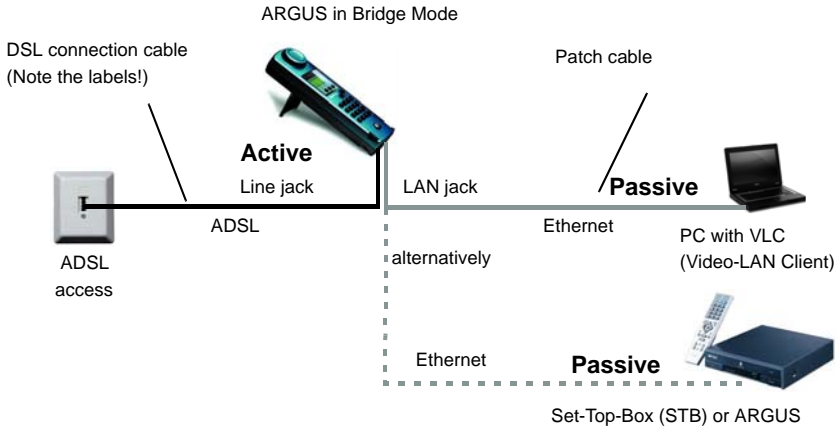 ARGUS in Bridge Mode
DSL connection cable
(Note the labels!)
Patch cable
Active
Line jack
LAN jack
Passive
ADSL
Ethernet
PC with VLC
(Video-LAN Client)
ADSL
access
alternatively
Ethernet
Passive
Set-Top-Box (STB) or ARGUS